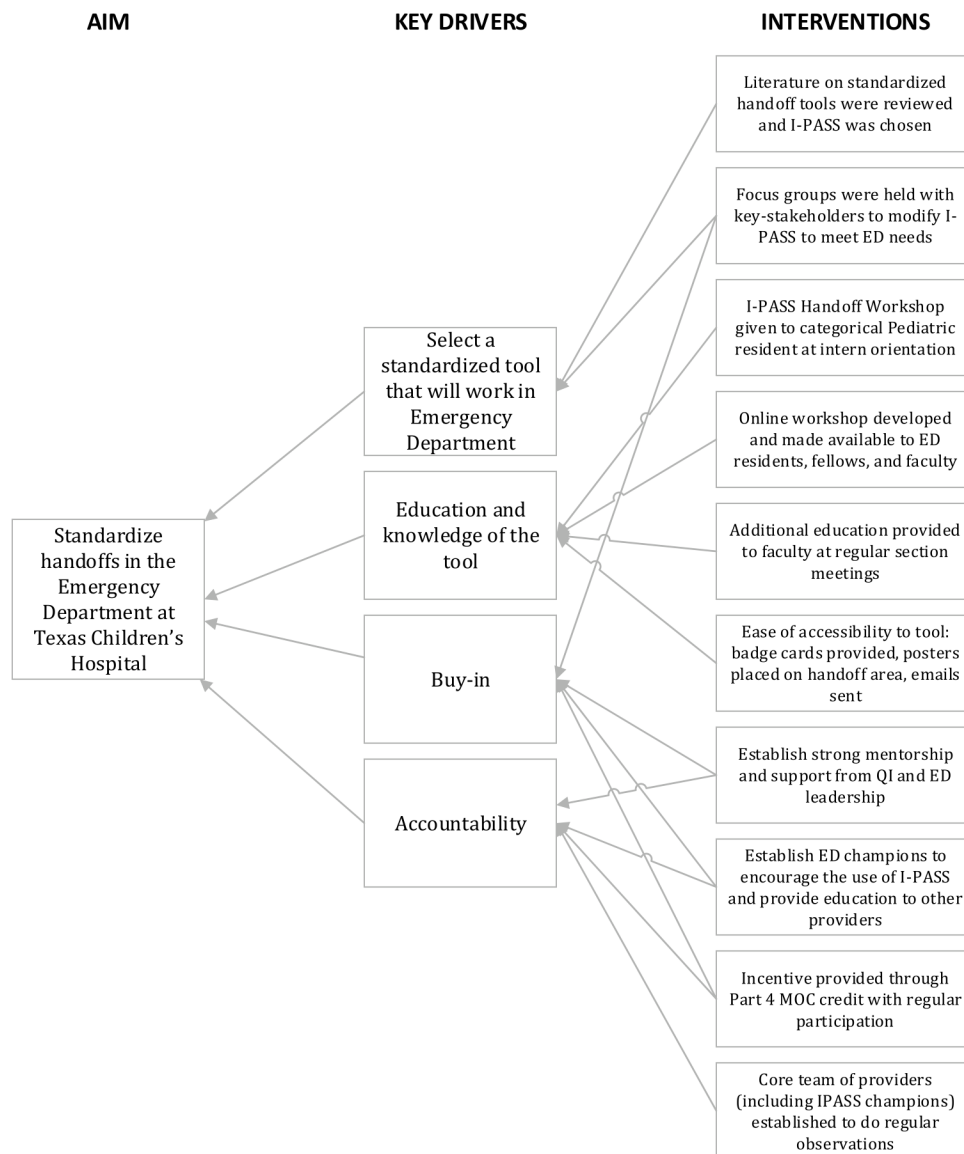 AIM
KEY DRIVERS
INTERVENTIONS
Standardize
handoffs in the
Emergency
Department at
Texas Children’s
Hospital
Select a
standardized tool
that will work in
Emergency
Department
Education and
knowledge of the
tool
Buy-in
Accountability
Literature on standardized
handoff tools were reviewed
and I-PASS was chosen
Focus groups were held with
key-stakeholders to modify I-
PASS to meet ED needs
I-PASS Handoff Workshop
given to categorical Pediatric
resident at intern orientation
Online workshop developed
and made available to ED
residents, fellows, and faculty
Additional education provided
to faculty at regular section
meetings
Ease of accessibility to tool:
badge cards provided, posters
placed on handoff area, emails
sent
Establish strong mentorship
and support from QI and ED
leadership
Establish ED champions to
encourage the use of I-PASS
and provide education to other
providers
Incentive provided through
Part 4 MOC credit with regular
participation
Core team of providers
(including IPASS champions)
established to do regular
observations